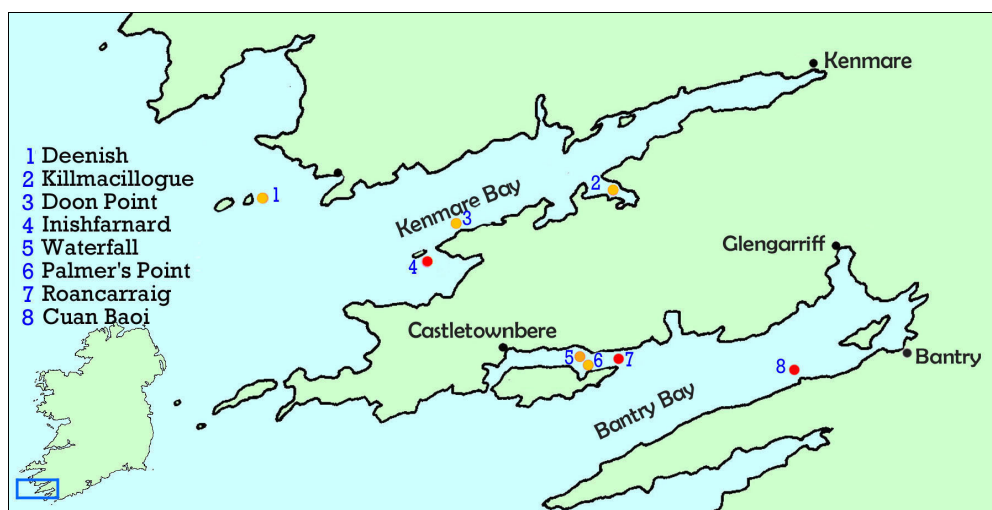 Kenmare
1 Deenish
2 Killmacillogue
3 Doon Point
4 Inishfarnard
5 Waterfall
6 Palmer's Point
7 Roancarraig
8 Cuan Baoi
1
2
Kenmare Bay
3
4
Glengarriff
Castletownbere
5
6
7
8
Bantry
Bantry Bay